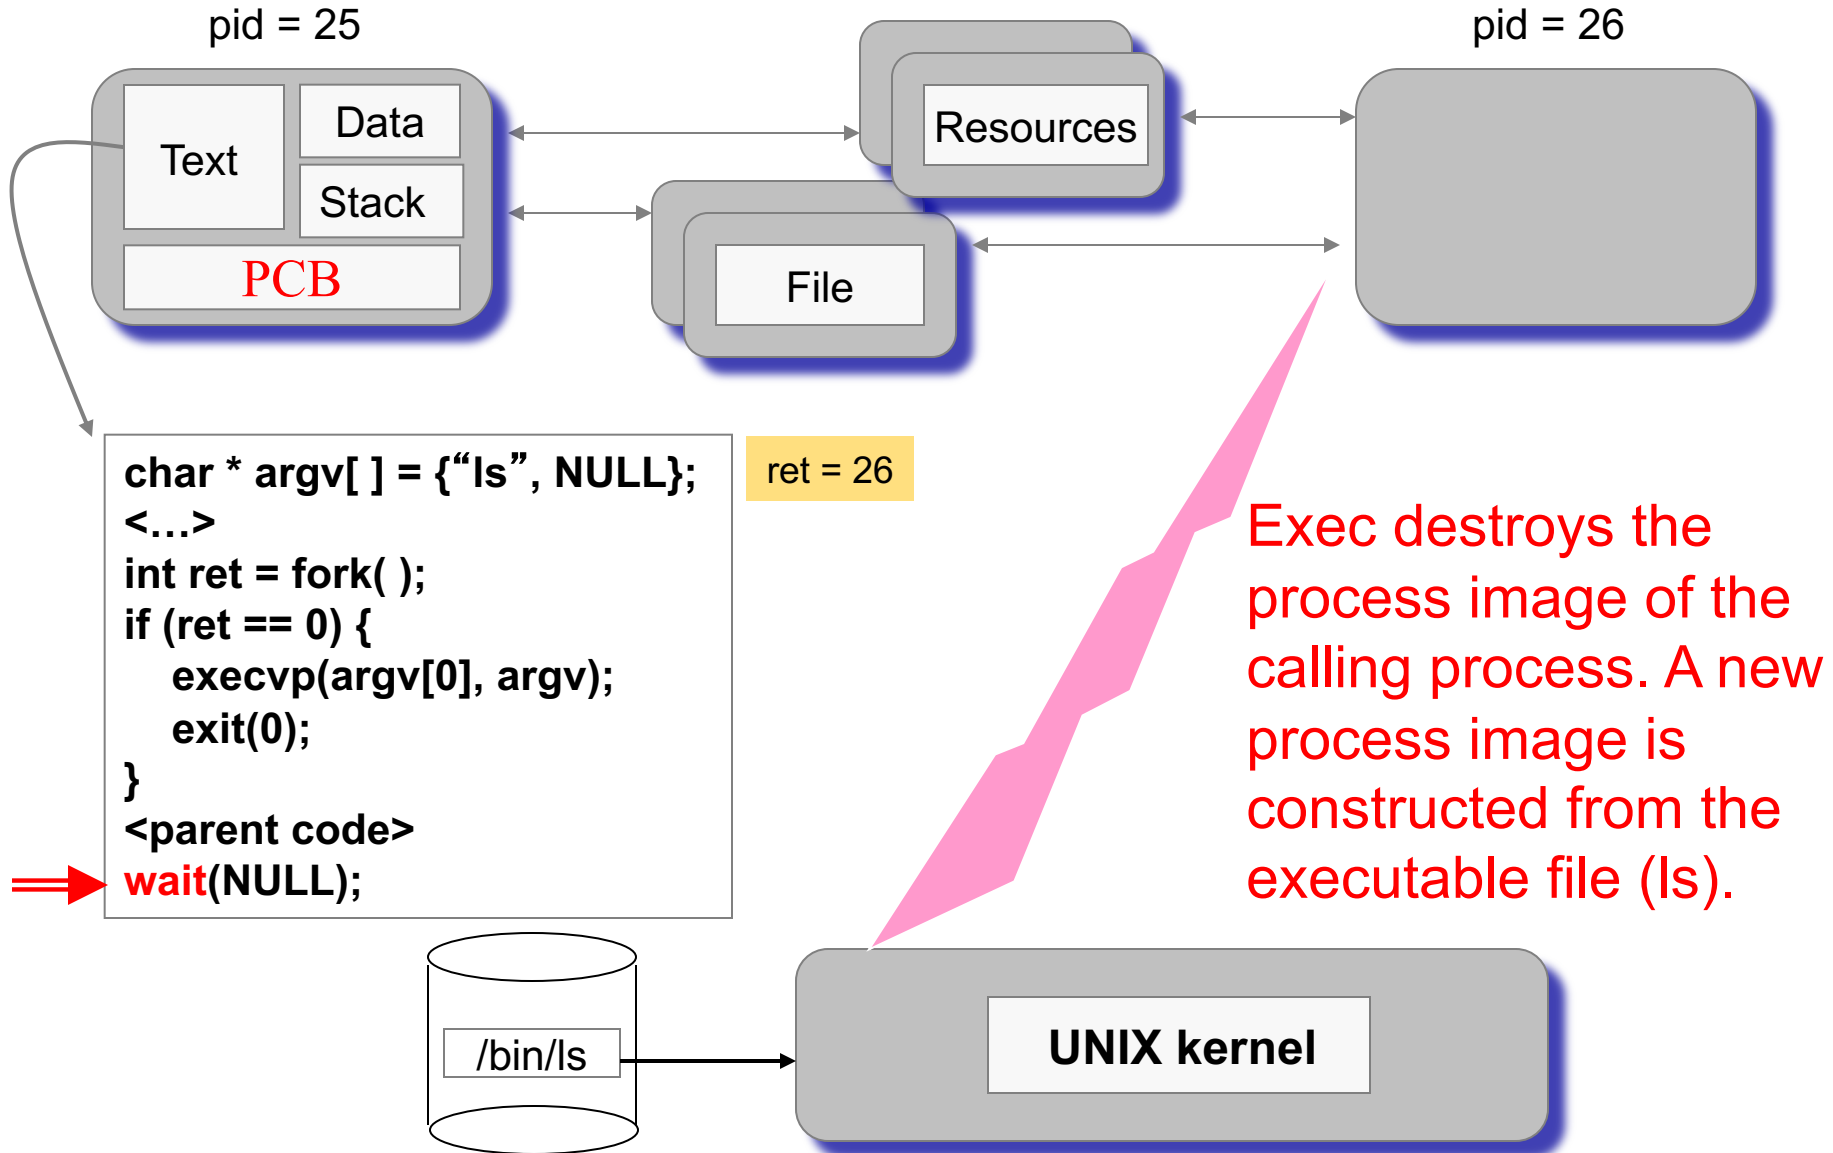 pid = 25
pid = 26
Text
Data
Stack
PCB
Resources
File
char * argv[ ] = {“ls”, NULL};
<…>
int ret = fork( );
if (ret == 0) {
execvp(argv[0], argv);
exit(0);
}
<parent code>
wait(NULL);
ret = 26
Exec destroys the
process image of the
calling process. A new
process image is
constructed from the
executable file (ls).
/bin/ls
UNIX kernel